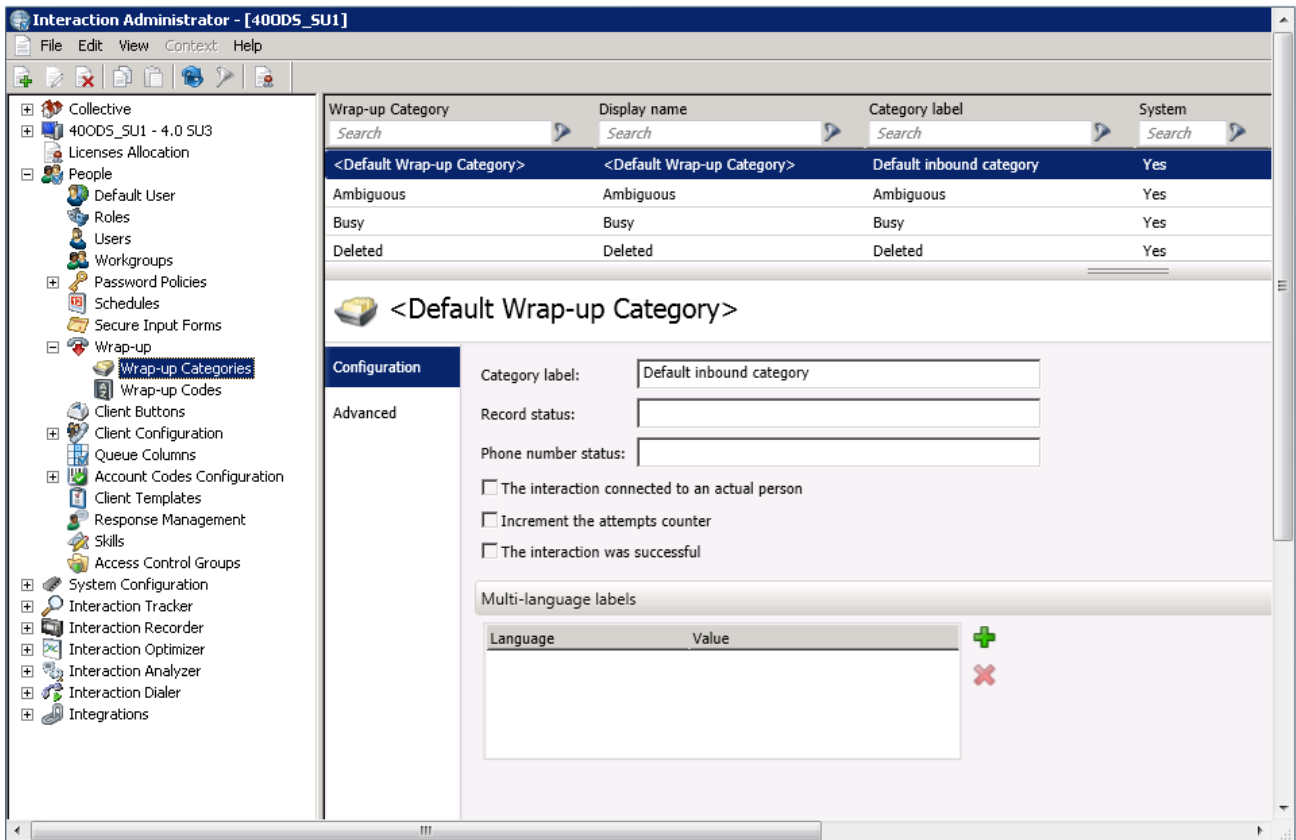 Interaction Administrator - [40ODS_SU1]
File Edit View Context Help
Collective
40ODS_SU1 - 4.0 SU3
Licenses Allocation
People
Default User
Roles
Users
Workgroups
Password Policies
Schedules
Secure Input Forms
Wrap-up
Wrap-up Categories
Wrap-up Codes
Client Buttons
Client Configuration
Queue Columns
Account Codes Configuration
Client Templates
Response Management
Skills
Access Control Groups
System Configuration
Interaction Tracker
Interaction Recorder
Interaction Optimizer
Interaction Analyzer
Interaction Dialer
Integrations
Wrap-up Category Display name Category label System
Search Search Search Search
<Default Wrap-up Category> <Default Wrap-up Category> Default inbound category Yes
Ambiguous Ambiguous Ambiguous Yes
Busy Busy Busy Yes
Deleted Deleted Deleted Yes
<Default Wrap-up Category>
Configuration
Advanced
Category label: Default inbound category
Record status:
Phone number status:
The interaction connected to an actual person
Increment the attempts counter
The interaction was successful
Multi-language labels
Language Value